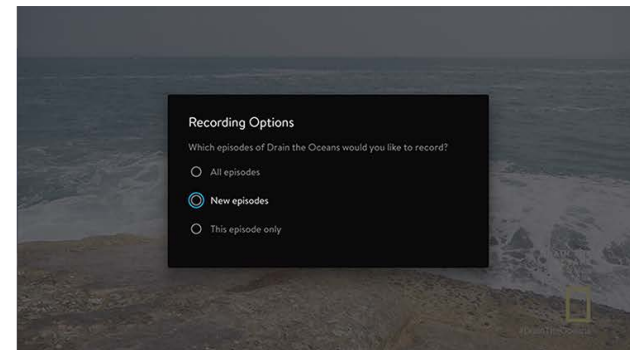 Recording Options
Which episodes of Drain the Oceans would you like to record?
All episodes
New episodes
This episode only